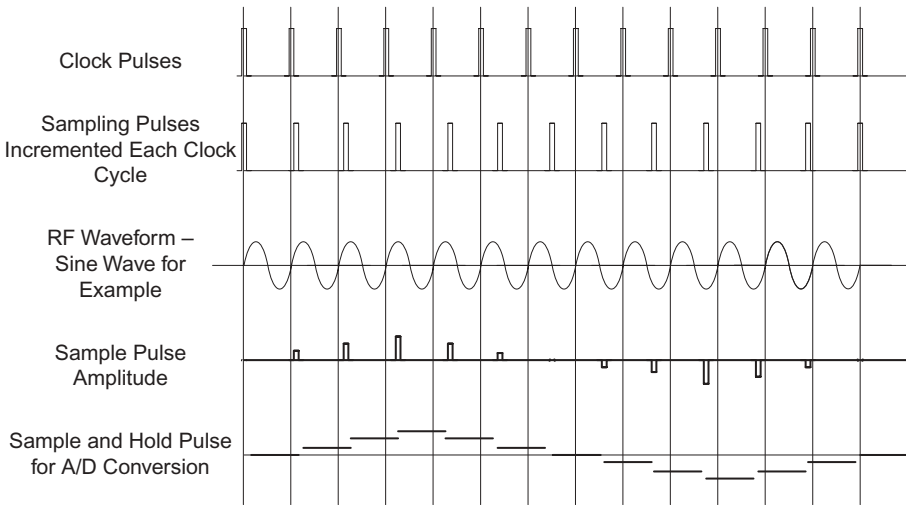 Clock Pulses
Sampling Pulses
Incremented Each Clock
Cycle
RF Waveform –
Sine Wave for
Example
Sample Pulse
Amplitude
Sample and Hold Pulse
for A/D Conversion